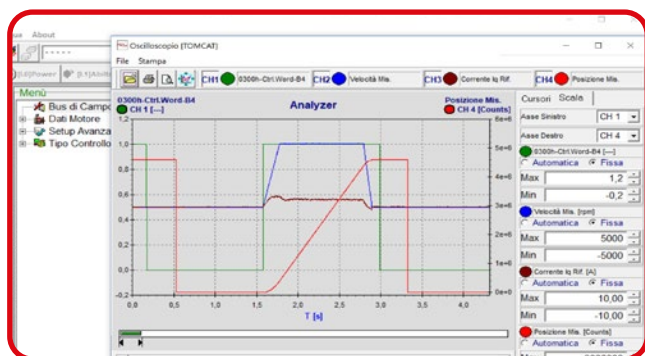 ue About
Oscilloscopio [TOMCAT]
File Stampa
CH1 0300h-Ctrl.Word-B4 CH2 Velocità Mis. CH3 Corrente Iq Rif. CH4 Posizione Mis.
Menù
Bus di Campo
Dati Motore
Setup Avanza
Tipo Controllo
0300h-Ctrl.Word-B4
CH 1 [---]
Analyzer
Posizione Mis.
CH 4 [Counts]
1,2
1,0
0,8
0,6
0,4
0,2
0,0
-0,2
6e+6
5e+6
4e+6
3e+6
2e+6
1e+6
0e+0
0,0 0,5 1,0 1,5 2,0 2,5 3,0 3,5 4,0
T [s]
Cursori Scala
Asse Sinistro CH 1
Asse Destro CH 4
0300h-Ctrl.Word-B4 [---]
Automatica Fissa
Max 1,2
Min -0,2
Velocità Mis. [rpm]
Automatica Fissa
Max 5000
Min -5000
Corrente Iq Rif. [A]
Automatica Fissa
Max 10,00
Min -10,00
Posizione Mis. [Counts]
Automatica Fissa